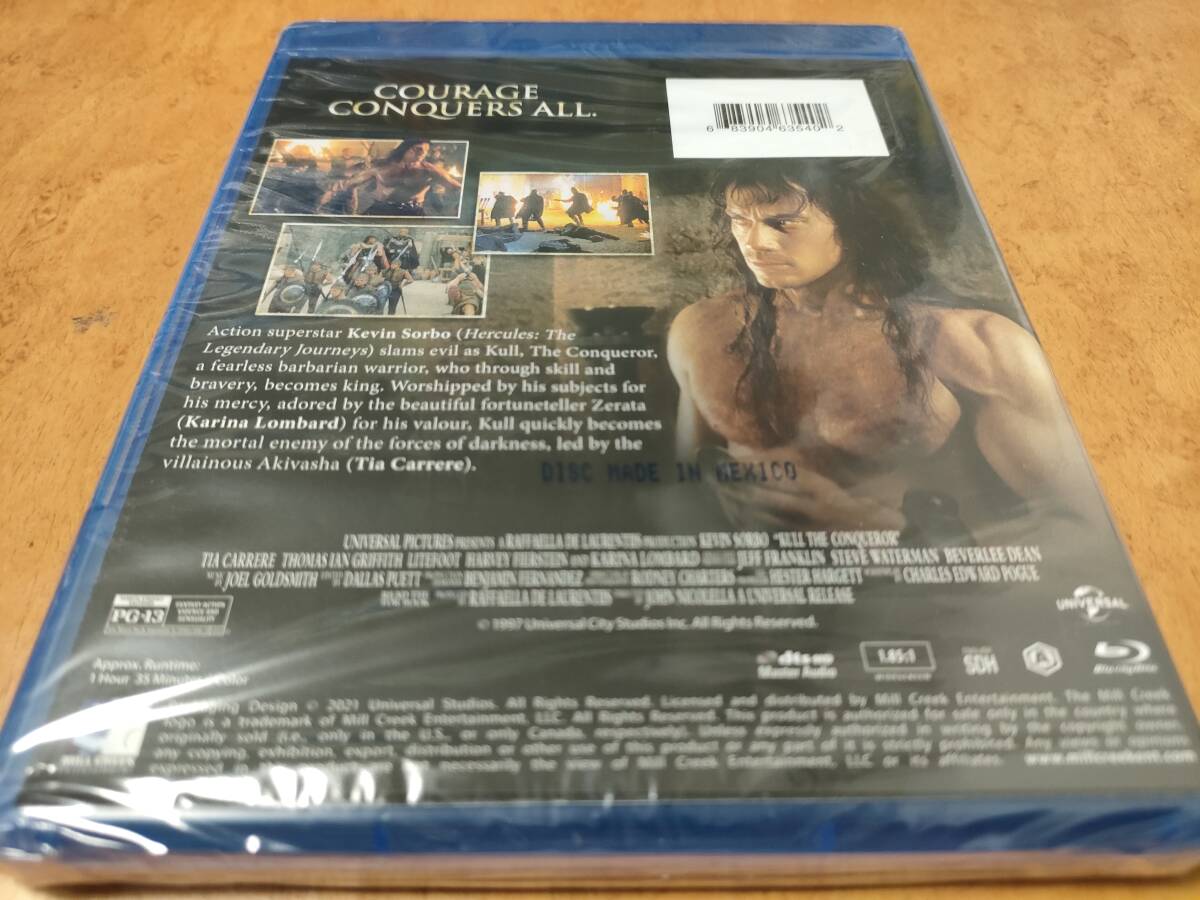 COURAGE
CONQUERS ALL.
6 83904 63540 2
Action superstar Kevin Sorbo (Hercules: The
Legendary Journeys) slams evil as Kull, The Conqueror,
a fearless barbarian warrior, who through skill and
bravery, becomes king. Worshipped by his subjects for
his mercy, adored by the beautiful fortuneteller Zerata
(Karina Lombard) for his valour, Kull quickly becomes
the mortal enemy of the forces of darkness, led by the
villainous Akivasha (Tia Carrere).
DISC MADE IN MEXICO
UNIVERSAL PICTURES PRESENTS A RAFFAELLA DE LAURENTIIS PRODUCTION KEVIN SORBO "KULL THE CONQUEROR"
TIA CARRERE THOMAS IAN GRIFFITH LITEFOOT HARVEY FIERSTEIN AND KARINA LOMBARD JEFF FRANKLIN STEVE WATERMAN BEVERLEE DEAN
JOEL GOLDSMITH DALLAS PUETT BENJAMIN FERNANDEZ RODNEY CHARTERS HESTER HARGETT CHARLES EDWARD POGUE
RAFFAELLA DE LAURENTIIS JOHN NICOLELLA A UNIVERSAL RELEASE
© 1997 Universal City Studios Inc. All Rights Reserved.
PG-13
FANTASY ACTION
VIOLENCE AND
SENSUALITY
UNIVERSAL
Approx. Runtime:
1 Hour 35 Minutes Color
dts-HD
Master Audio
1.85:1
SDH
Blu-ray Disc
Packaging Design © 2021 Universal Studios. All Rights Reserved. Licensed and distributed by Mill Creek Entertainment. The Mill Creek
logo is a trademark of Mill Creek Entertainment, LLC. All Rights Reserved. This product is authorized for sale only in the country where
originally sold (i.e., only in the U.S. or only Canada, respectively), unless expressly authorized in writing by the copyright owner.
any copying, exhibition, export, distribution or other use of this product or any part of it is strictly prohibited. Any views or opinions
expressed in the not necessarily the view of Mill Creek Entertainment, LLC or its affiliates. www.millcreekent.com